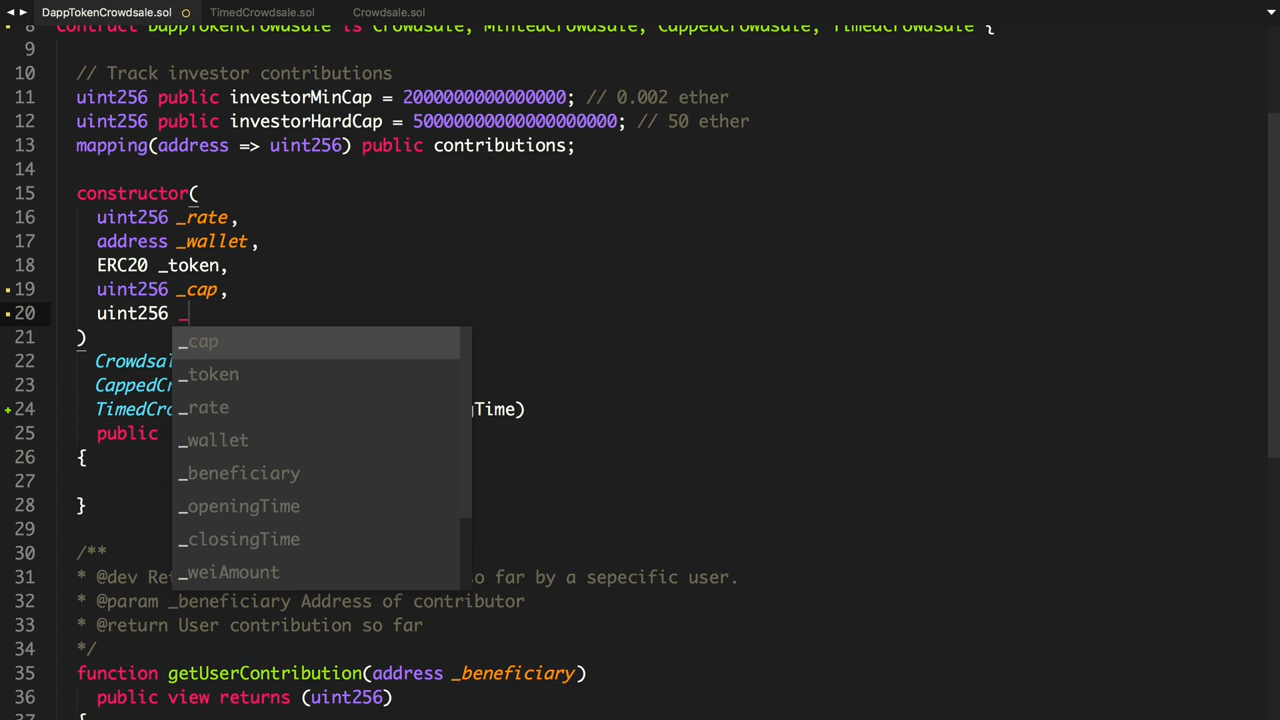 DappTokenCrowdsale.sol TimedCrowdsale.sol Crowdsale.sol
8 contract DappTokenCrowdsale is Crowdsale, MintedCrowdsale, CappedCrowdsale, TimedCrowdsale {
9
10 // Track investor contributions
11 uint256 public investorMinCap = 2000000000000000; // 0.002 ether
12 uint256 public investorHardCap = 50000000000000000000; // 50 ether
13 mapping(address => uint256) public contributions;
14
15 constructor(
16 uint256 _rate,
17 address _wallet,
18 ERC20 _token,
19 uint256 _cap,
20 uint256 _
21 )
_cap
22 Crowdsal
_token
23 CappedCr
_rate
24 TimedCro gTime)
25 public
_wallet
26 {
_beneficiary
27
_openingTime
28 }
29
_closingTime
30 /**
_weiAmount
31 * @dev Ret so far by a sepecific user.
32 * @param _beneficiary Address of contributor
33 * @return User contribution so far
34 */
35 function getUserContribution(address _beneficiary)
36 public view returns (uint256)
37 {